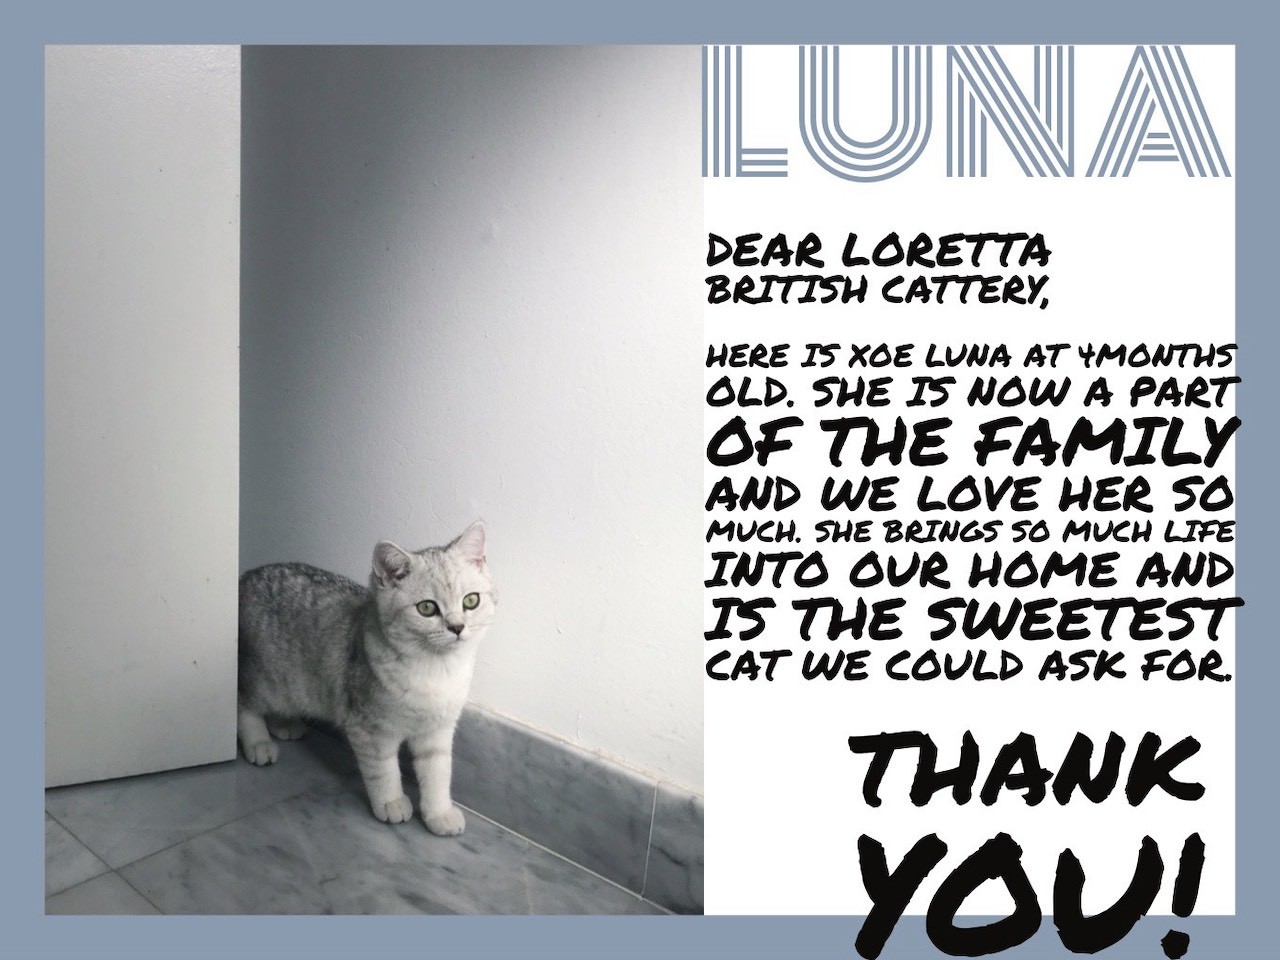 LUNA
DEAR LORETTA
BRITISH CATTERY,
HERE IS XOE LUNA AT 4MONTHS
OLD. SHE IS NOW A PART
OF THE FAMILY
AND WE LOVE HER SO
MUCH. SHE BRINGS SO MUCH LIFE
INTO OUR HOME AND
IS THE SWEETEST
CAT WE COULD ASK FOR.
THANK
YOU!